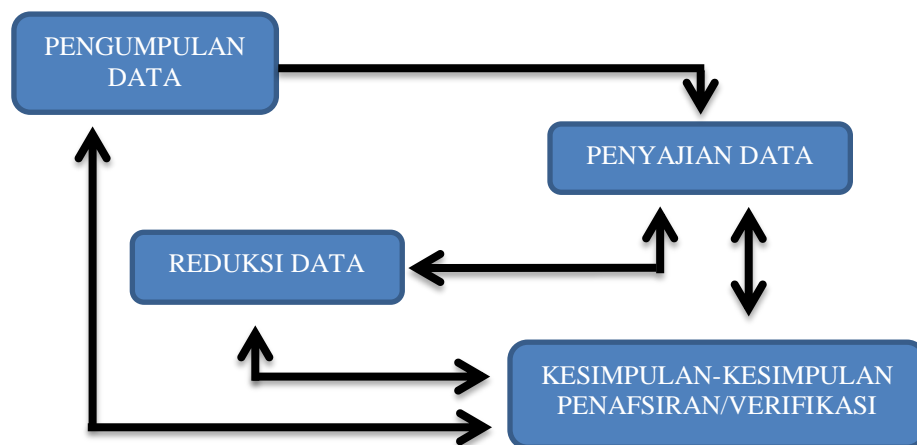 PENGUMPULAN
DATA
PENYAJIAN DATA
REDUKSI DATA
KESIMPULAN-KESIMPULAN
PENAFSIRAN/VERIFIKASI